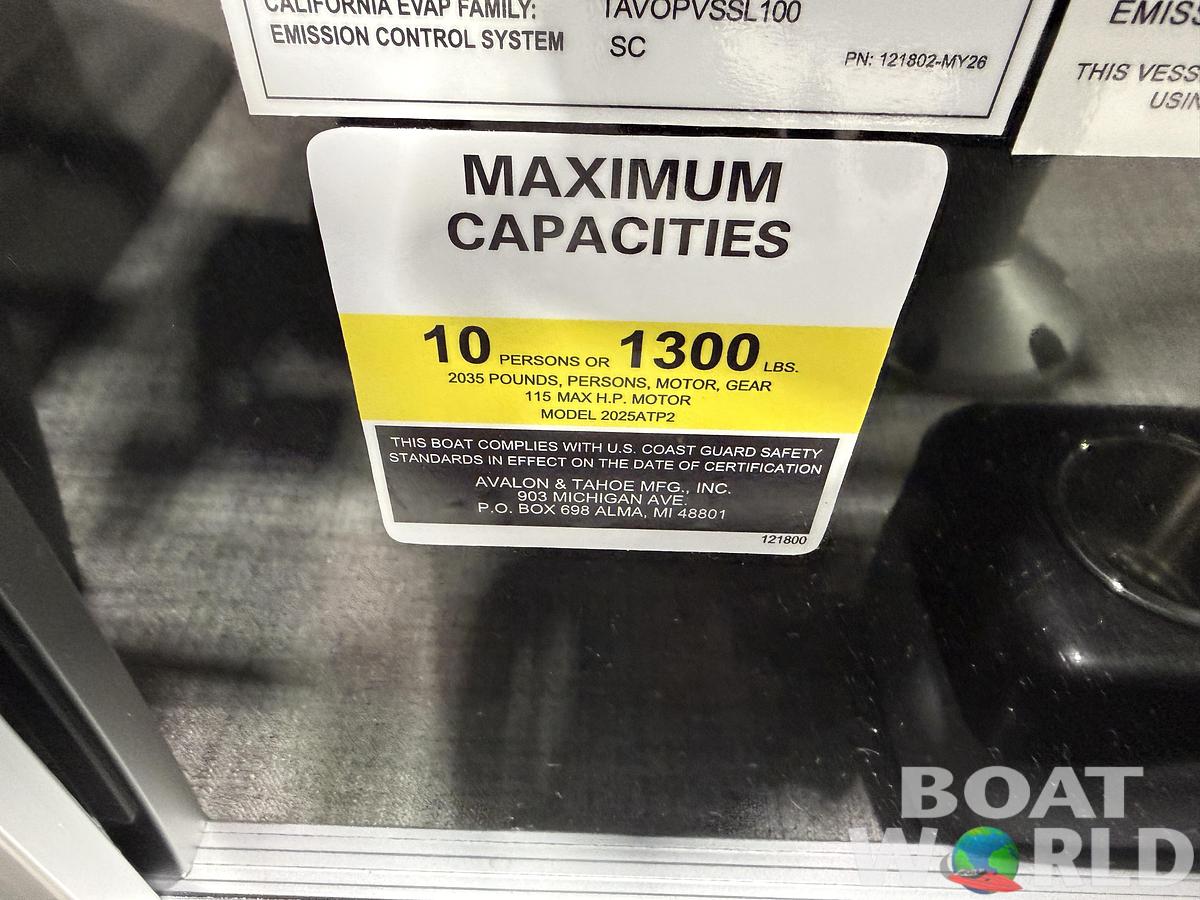 CALIFORNIA EVAP FAMILY: TAVOPVSSL100
EMISSION CONTROL SYSTEM SC
PN: 121802-MY26
THIS VESS
USIN
MAXIMUM
CAPACITIES
10 PERSONS OR 1300 LBS.
2035 POUNDS, PERSONS, MOTOR, GEAR
115 MAX H.P. MOTOR
MODEL 2025ATP2
THIS BOAT COMPLIES WITH U.S. COAST GUARD SAFETY
STANDARDS IN EFFECT ON THE DATE OF CERTIFICATION
AVALON & TAHOE MFG., INC.
903 MICHIGAN AVE.
P.O. BOX 698 ALMA, MI 48801
121800
BOAT
WORLD